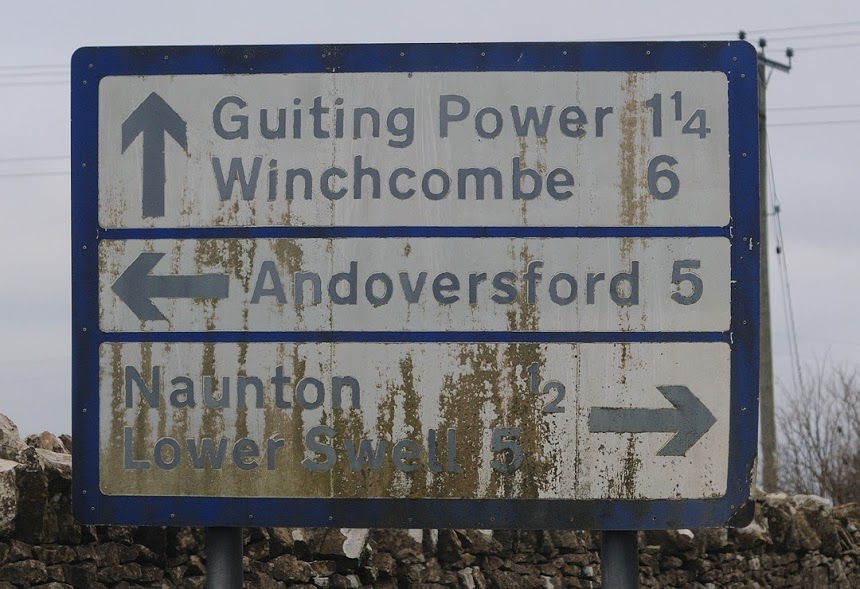 Guiting Power 1¼
Winchcombe 6
Andoversford 5
Naunton ½
Lower Swell 5